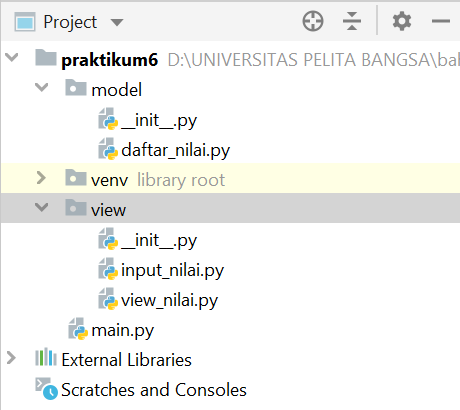 Project
praktikum6 D:\UNIVERSITAS PELITA BANGSA\bal
model
__init__.py
daftar_nilai.py
venv library root
view
__init__.py
input_nilai.py
view_nilai.py
main.py
External Libraries
Scratches and Consoles